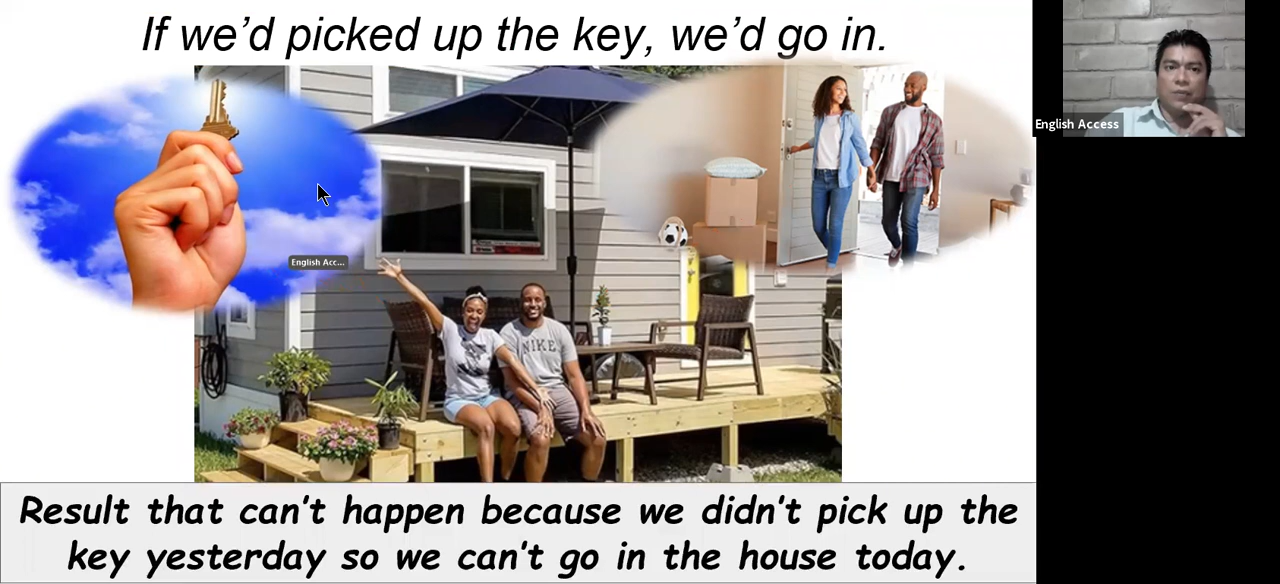 If we'd picked up the key, we'd go in.
English Access
English Acc...
NIKE
Result that can't happen because we didn't pick up the
key yesterday so we can't go in the house today.